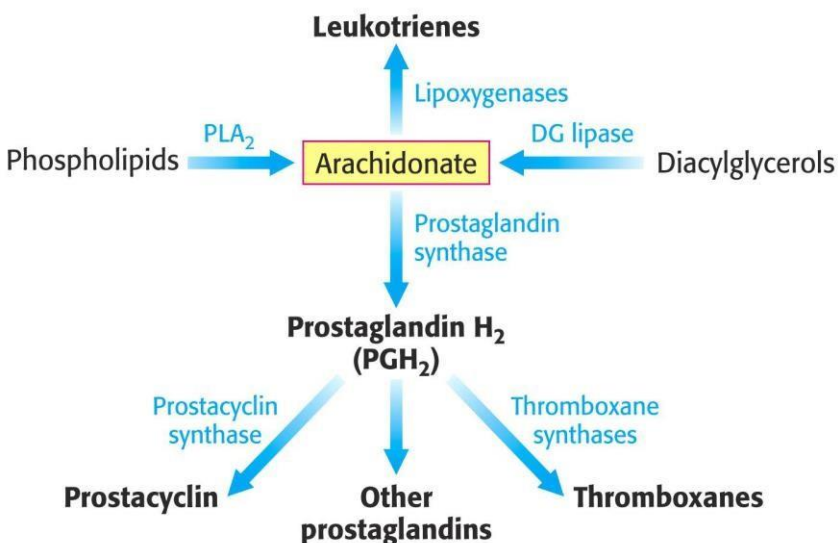 Leukotrienes
Lipoxygenases
PLA₂
DG lipase
Phospholipids
Arachidonate
Diacylglycerols
Prostaglandin
synthase
Prostaglandin H₂
(PGH₂)
Prostacyclin
synthase
Thromboxane
synthases
Prostacyclin
Other
prostaglandins
Thromboxanes